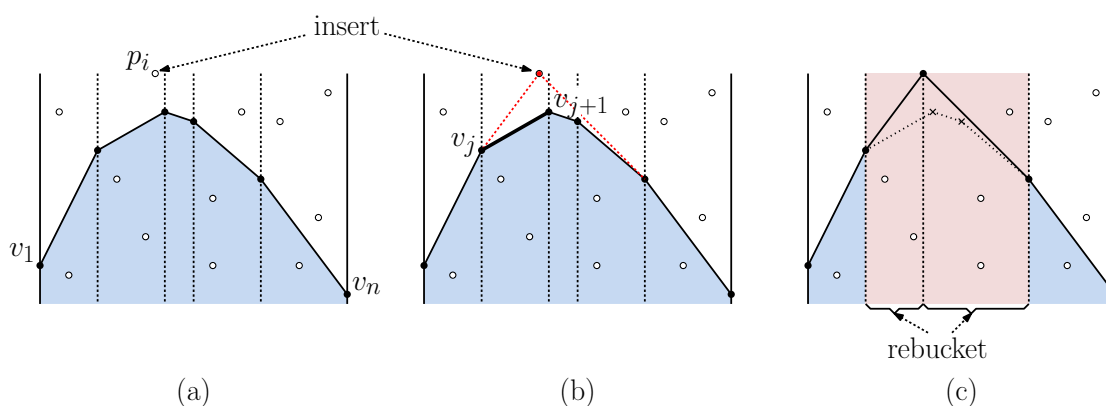 insert
p_i
v_1
v_n
v_j
v_{j+1}
rebucket
(a)
(b)
(c)